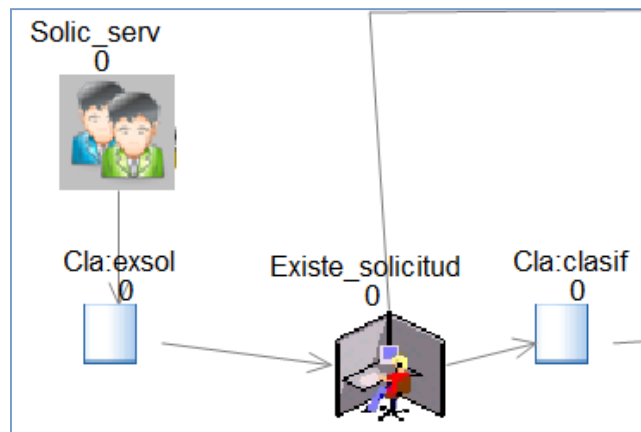 Solic_serv
0
Cla:exsol
0
Existe_solicitud
0
Cla:clasif
0